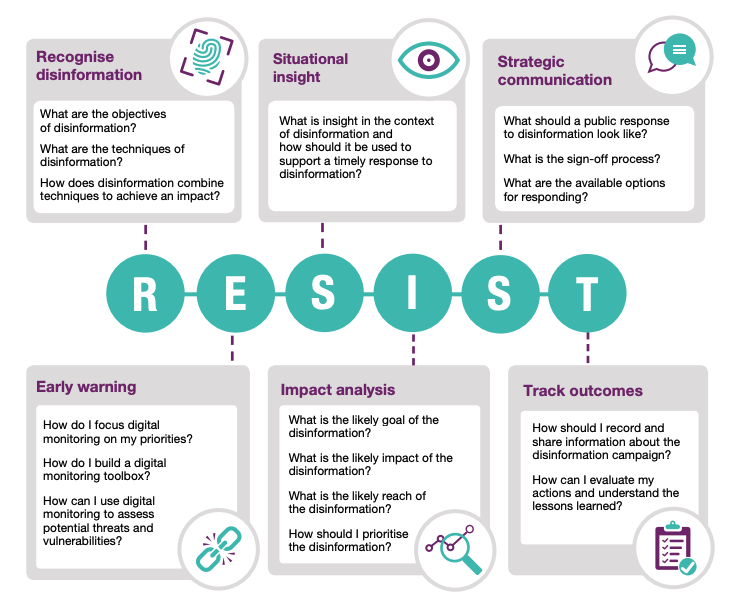 Recognise
disinformation
What are the objectives
of disinformation?
What are the techniques of
disinformation?
How does disinformation combine
techniques to achieve an impact?
Situational
insight
What is insight in the context
of disinformation and
how should it be used to
support a timely response to
disinformation?
Strategic
communication
What should a public response
to disinformation look like?
What is the sign-off process?
What are the available options
for responding?
R E S I S T
Early warning
How do I focus digital
monitoring on my priorities?
How do I build a digital
monitoring toolbox?
How can I use digital
monitoring to assess
potential threats and
vulnerabilities?
Impact analysis
What is the likely goal of the
disinformation?
What is the likely impact of the
disinformation?
What is the likely reach of
the disinformation?
How should I prioritise
the disinformation?
Track outcomes
How should I record and
share information about the
disinformation campaign?
How can I evaluate my
actions and understand the
lessons learned?